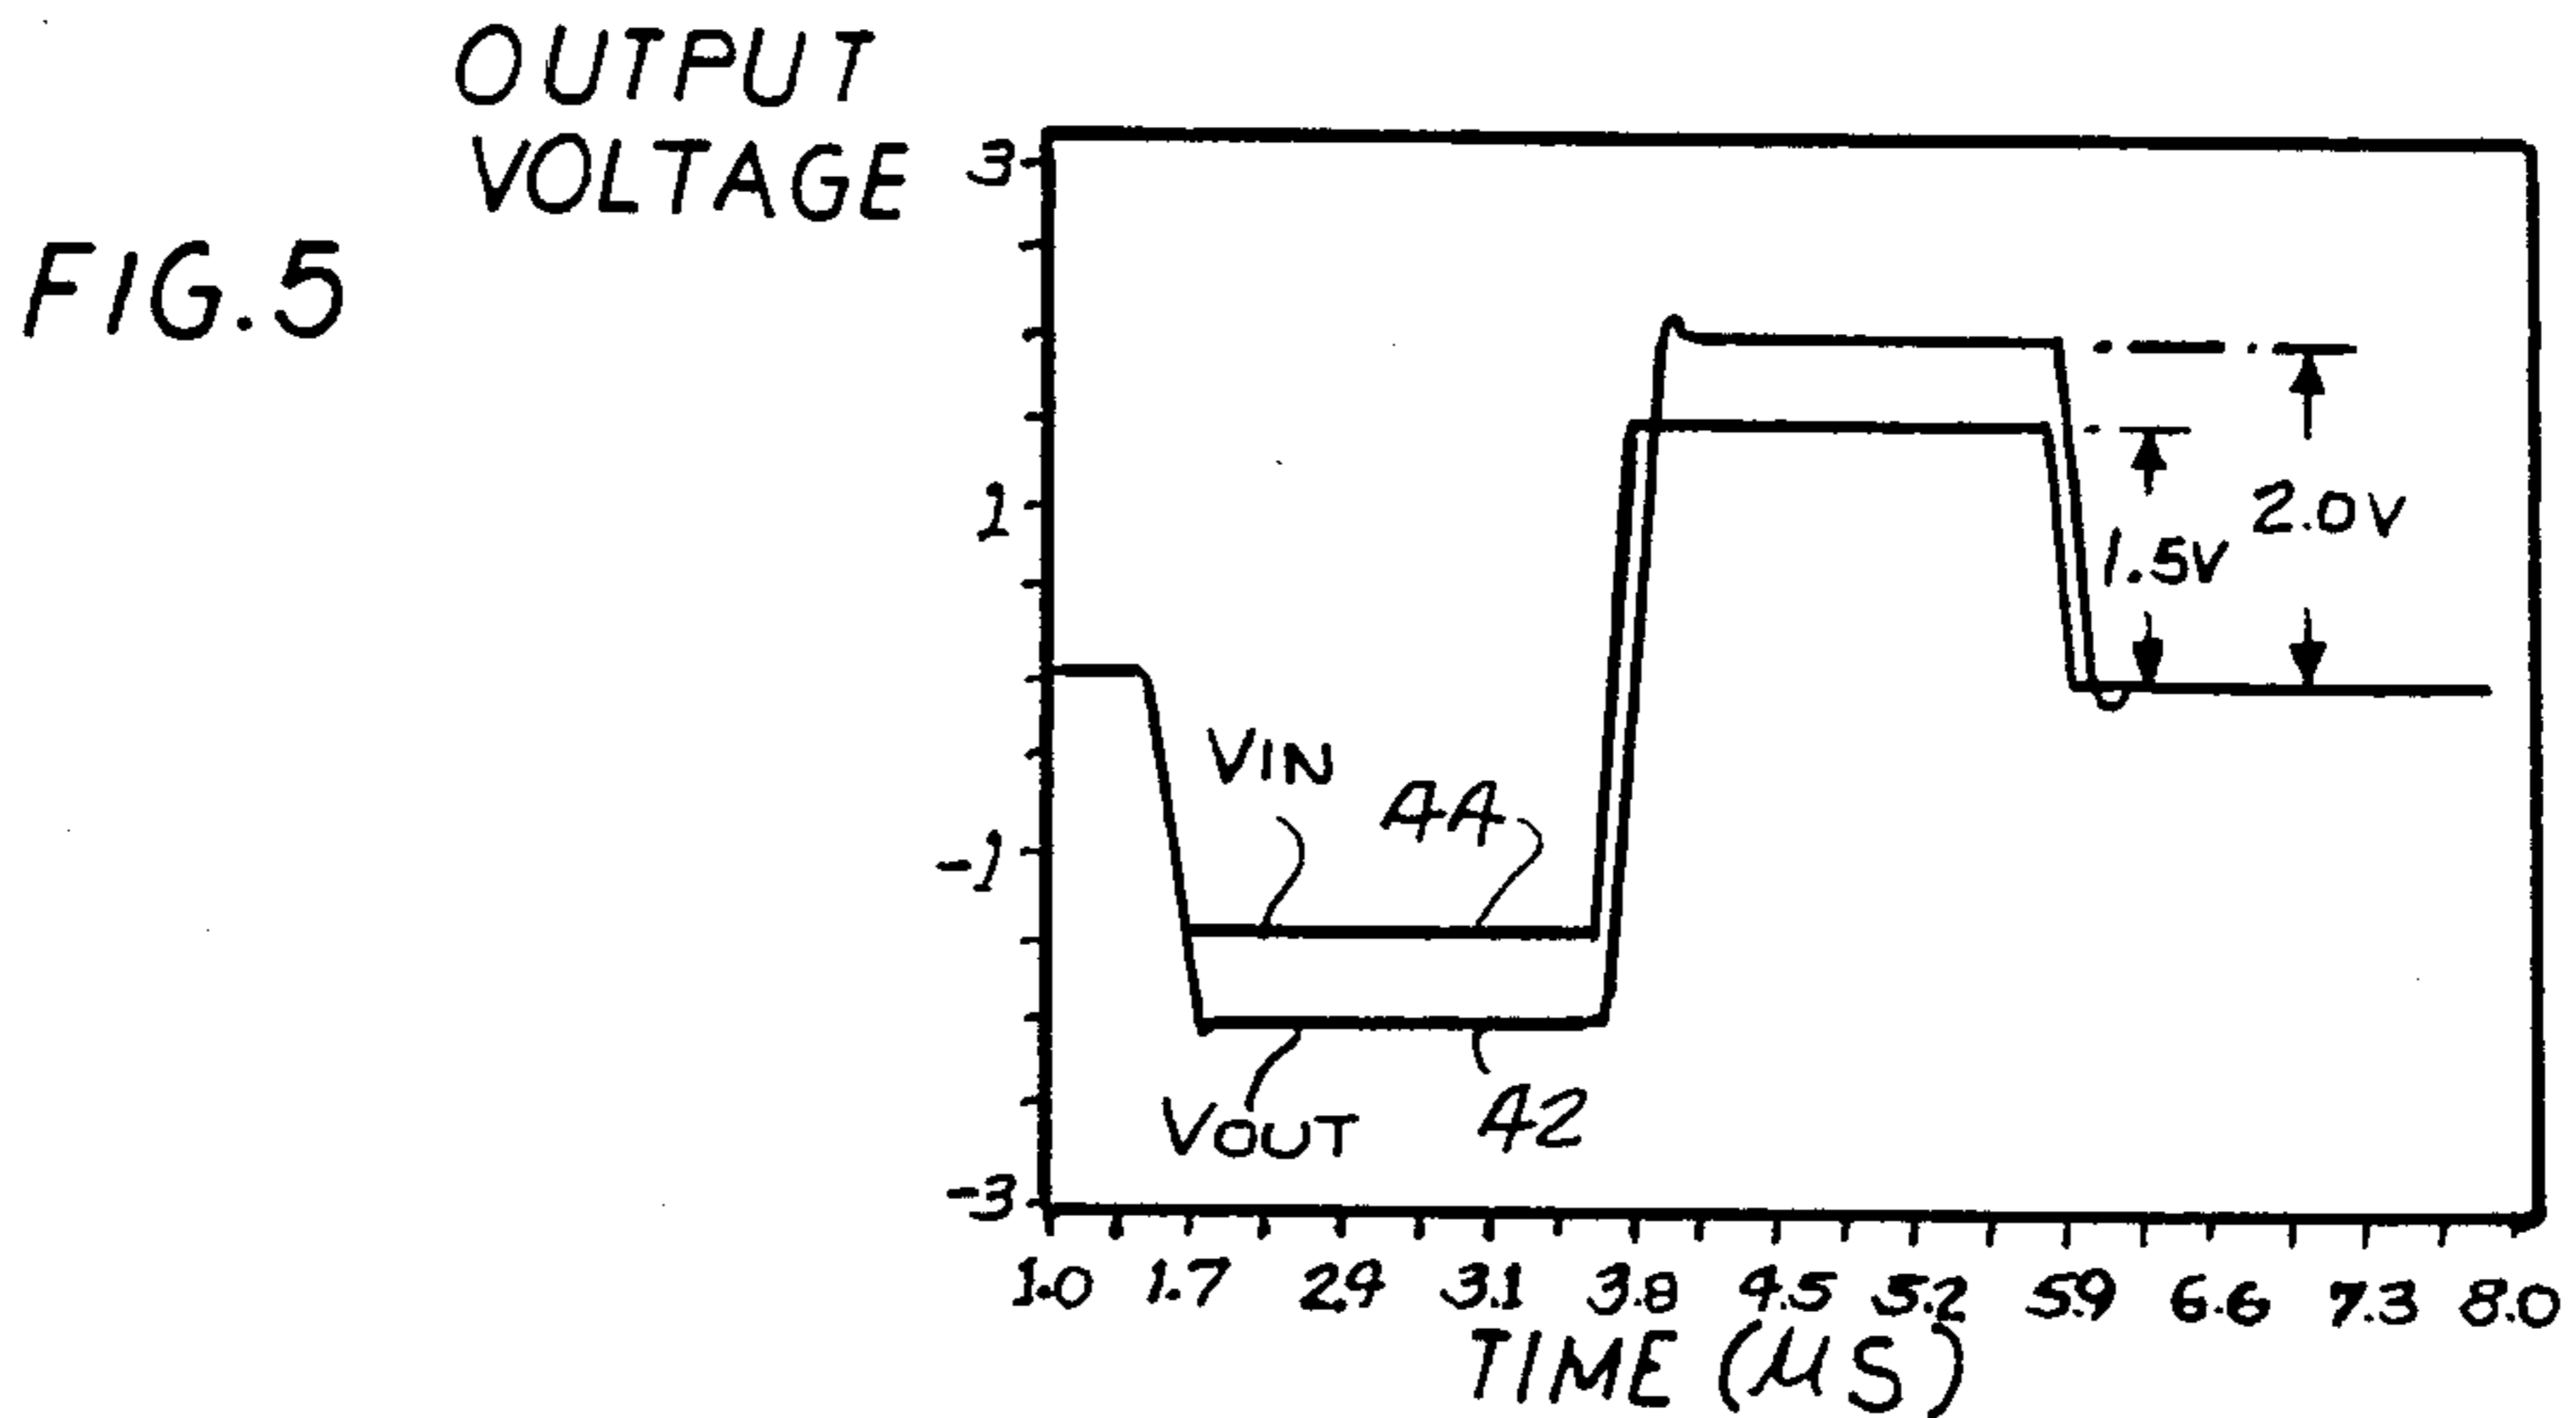 OUTPUT
VOLTAGE
FIG.5
3
1
-1
-3
2.0V
1.5V
VIN
44
VOUT
42
1.0 1.7 2.4 3.1 3.8 4.5 5.2 5.9 6.6 7.3 8.0
TIME (μS)